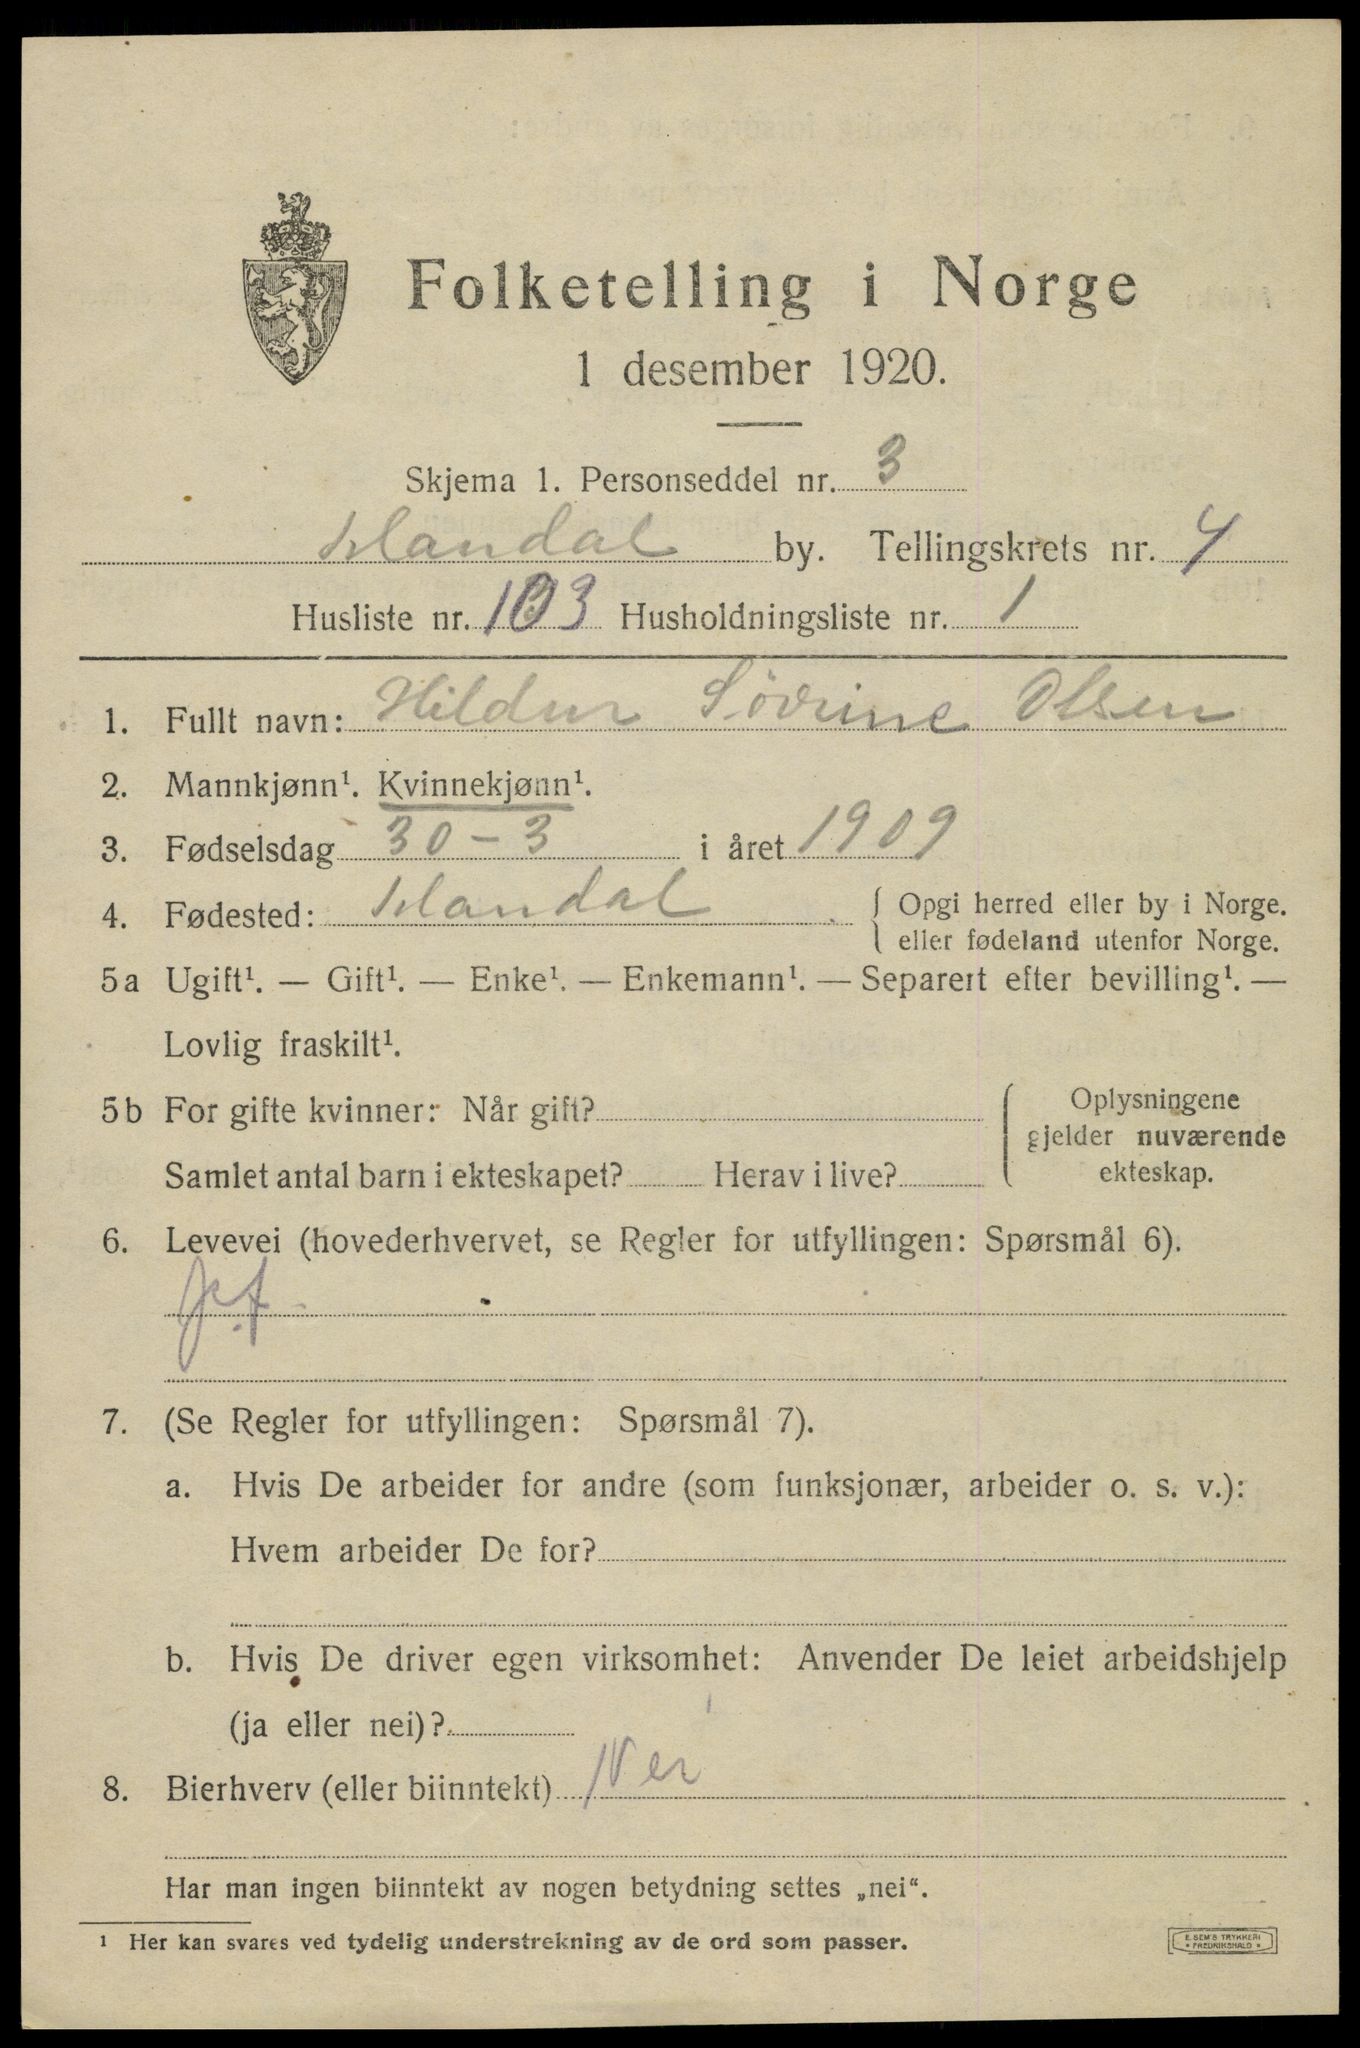 Folketelling i Norge
1 desember 1920.
Skjema 1. Personseddel nr. 3
Mandal by. Tellingskrets nr. 4
Husliste nr. 103 Husholdningsliste nr. 1
1. Fullt navn: Hildur Sövrine Olsen
2. Mannkjønn¹. Kvinnekjønn¹.
3. Fødselsdag 30-3 i året 1909
4. Fødested: Mandal { Opgi herred eller by i Norge.
eller fødeland utenfor Norge.
5a Ugift¹. — Gift¹. — Enke¹. — Enkemann¹. — Separert efter bevilling¹. —
Lovlig fraskilt¹.
5b For gifte kvinner: Når gift?
Samlet antal barn i ekteskapet? Herav i live?
Oplysningene
gjelder nuværende
ekteskap.
6. Levevei (hovederhvervet, se Regler for utfyllingen: Spørsmål 6).
7. (Se Regler for utfyllingen: Spørsmål 7).
a. Hvis De arbeider for andre (som funksjonær, arbeider o. s. v.):
Hvem arbeider De for?
b. Hvis De driver egen virksomhet: Anvender De leiet arbeidshjelp
(ja eller nei)?
8. Bierhverv (eller biinntekt) Nei
Har man ingen biinntekt av nogen betydning settes „nei“.
¹ Her kan svares ved tydelig understrekning av de ord som passer.
E. SEM'S TRYKKERI
* FREDRIKSHALD *